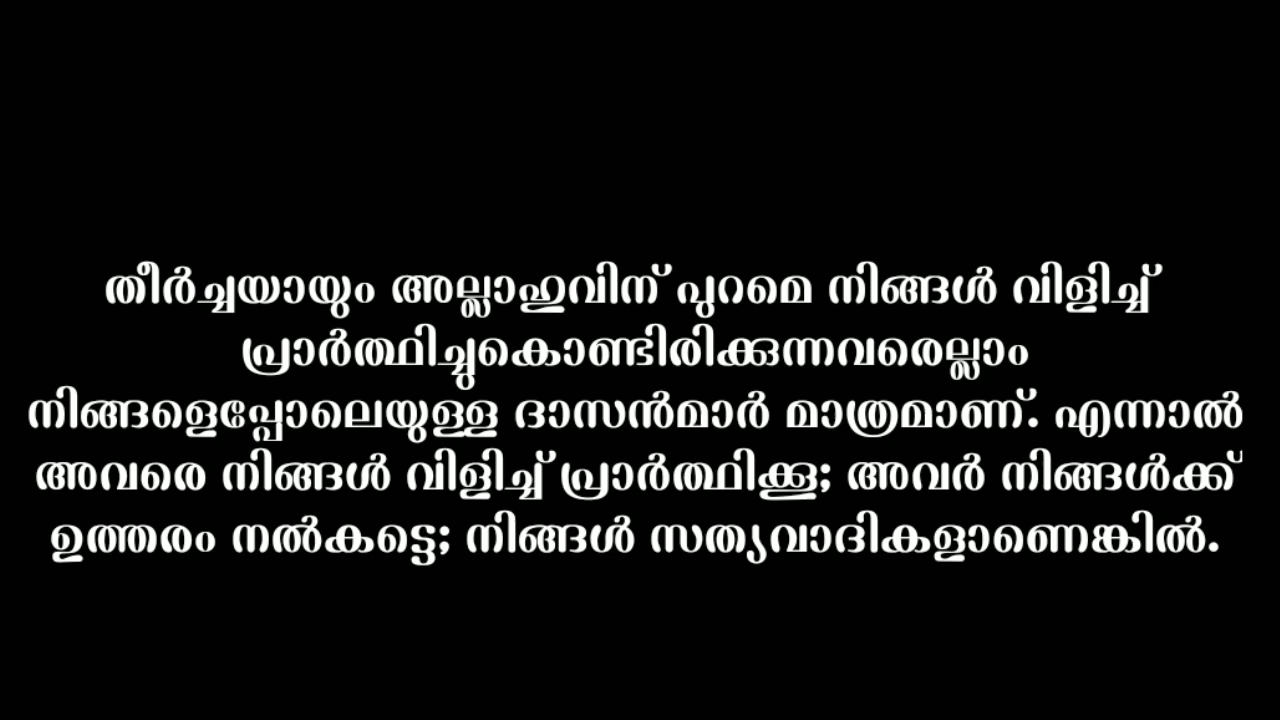 തീർച്ചയായും അല്ലാഹുവിന് പുറമെ നിങ്ങൾ വിളിച്ച്
പ്രാർത്ഥിച്ചുകൊണ്ടിരിക്കുന്നവരെല്ലാം
നിങ്ങളെപ്പോലെയുള്ള ദാസൻമാർ മാത്രമാണ്. എന്നാൽ
അവരെ നിങ്ങൾ വിളിച്ച് പ്രാർത്ഥിക്കൂ; അവർ നിങ്ങൾക്ക്
ഉത്തരം നൽകട്ടെ; നിങ്ങൾ സത്യവാദികളാണെങ്കിൽ.